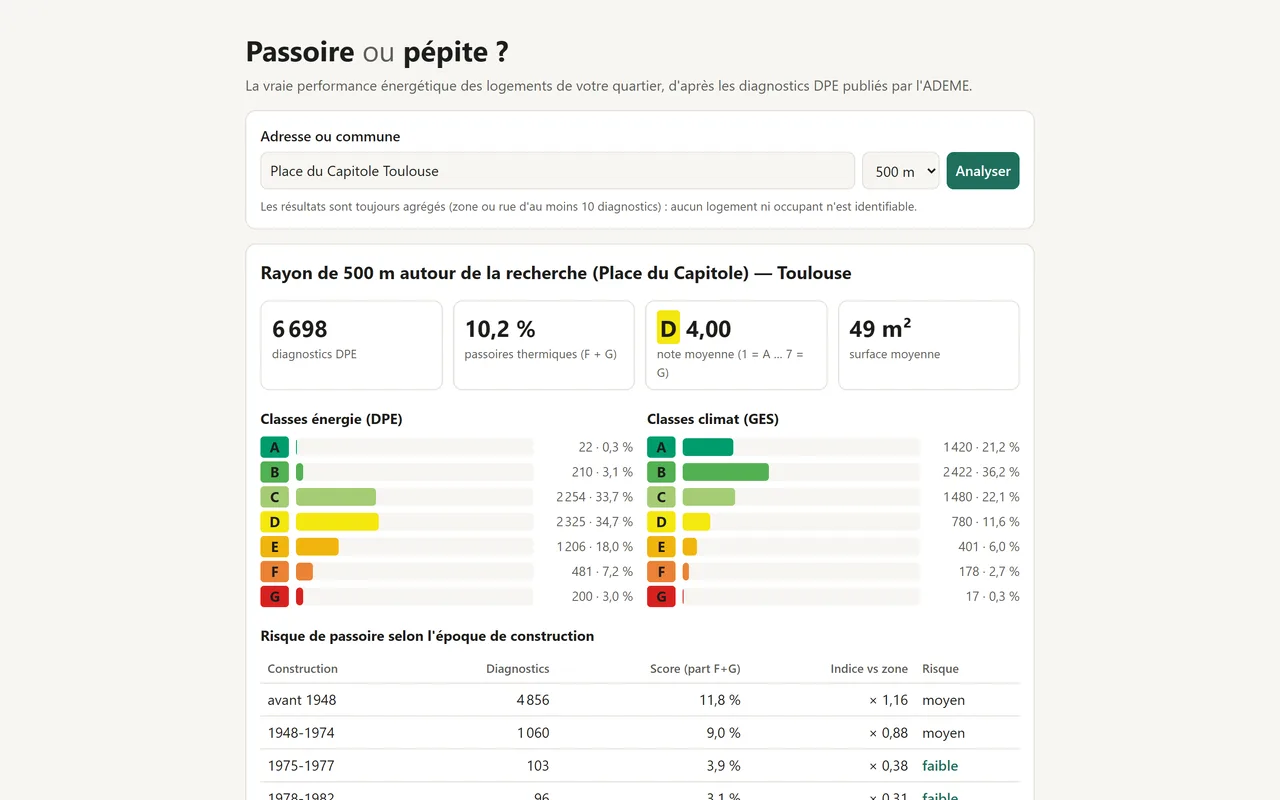 Passoire ou pépite ?
La vraie performance énergétique des logements de votre quartier, d'après les diagnostics DPE publiés par l'ADEME.
Adresse ou commune
Place du Capitole Toulouse
500 m
Analyser
Les résultats sont toujours agrégés (zone ou rue d'au moins 10 diagnostics) : aucun logement ni occupant n'est identifiable.
Rayon de 500 m autour de la recherche (Place du Capitole) — Toulouse
6 698
diagnostics DPE
10,2 %
passoires thermiques (F + G)
D 4,00
note moyenne (1 = A ... 7 =
G)
49 m²
surface moyenne
Classes énergie (DPE)
A 22 · 0,3 %
B 210 · 3,1 %
C 2 254 · 33,7 %
D 2 325 · 34,7 %
E 1 206 · 18,0 %
F 481 · 7,2 %
G 200 · 3,0 %
Classes climat (GES)
A 1 420 · 21,2 %
B 2 422 · 36,2 %
C 1 480 · 22,1 %
D 780 · 11,6 %
E 401 · 6,0 %
F 178 · 2,7 %
G 17 · 0,3 %
Risque de passoire selon l'époque de construction
Construction Diagnostics Score (part F+G) Indice vs zone Risque
avant 1948 4 856 11,8 % × 1,16 moyen
1948-1974 1 060 9,0 % × 0,88 moyen
1975-1977 103 3,9 % × 0,38 faible
1978-1982 96 3,1 % × 0,31 faible